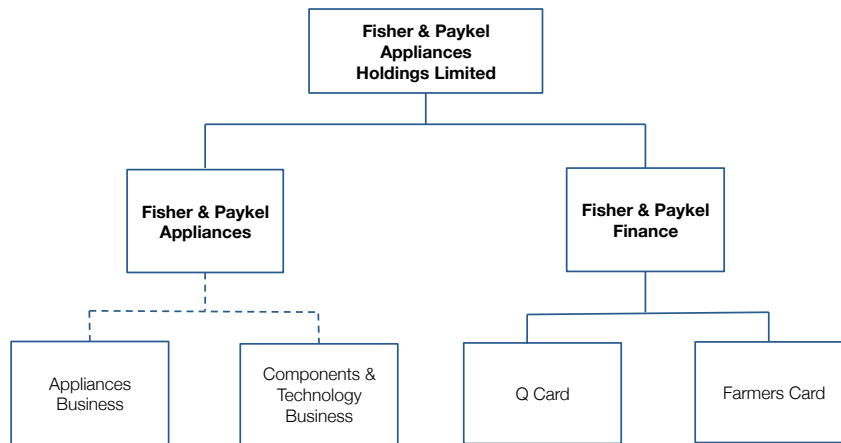 Fisher & Paykel
Appliances
Holdings Limited
Fisher & Paykel
Appliances
Fisher & Paykel
Finance
Appliances
Business
Components &
Technology
Business
Q Card
Farmers Card